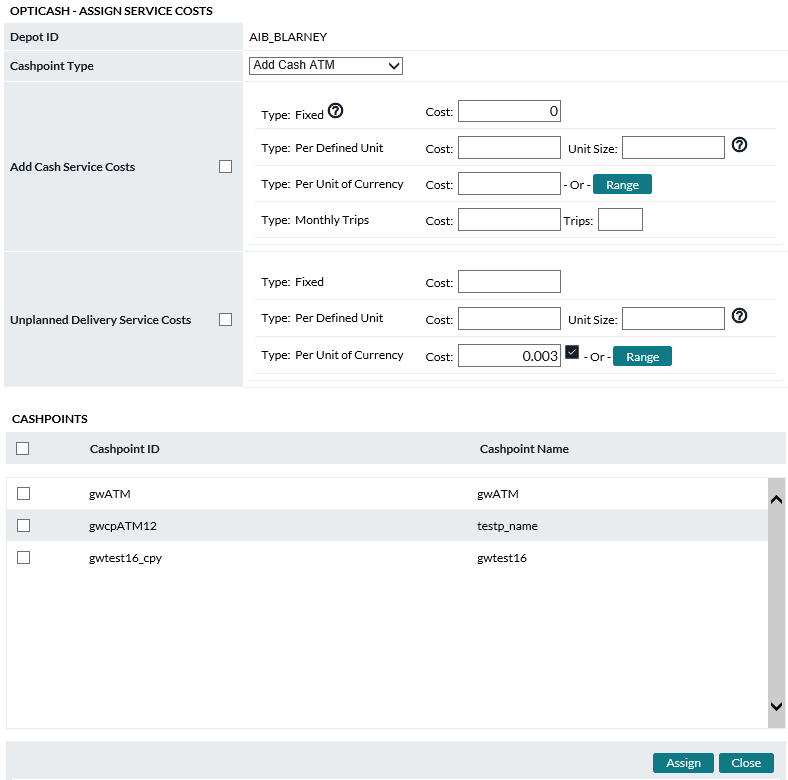 OPTICASH - ASSIGN SERVICE COSTS
Depot ID AIB_BLARNEY
Cashpoint Type Add Cash ATM
Add Cash Service Costs
Type: Fixed ? Cost: 0
Type: Per Defined Unit Cost: Unit Size: ?
Type: Per Unit of Currency Cost: - Or - Range
Type: Monthly Trips Cost: Trips:
Unplanned Delivery Service Costs
Type: Fixed Cost:
Type: Per Defined Unit Cost: Unit Size: ?
Type: Per Unit of Currency Cost: 0.003 - Or - Range
CASHPOINTS
Cashpoint ID Cashpoint Name
gwATM gwATM
gwcpATM12 testp_name
gwtest16_cpy gwtest16
Assign Close